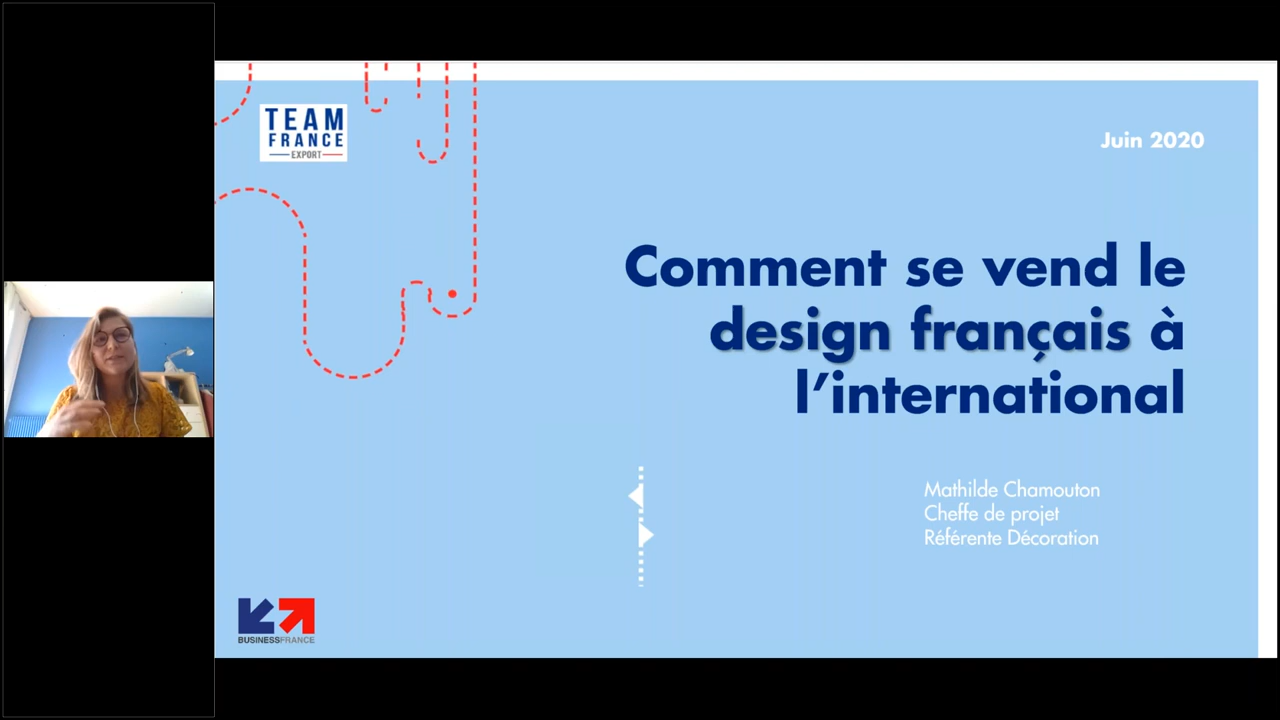 TEAM
FRANCE
EXPORT
Juin 2020
Comment se vend le
design français à
l’international
Mathilde Chamouton
Cheffe de projet
Référente Décoration
BUSINESSFRANCE